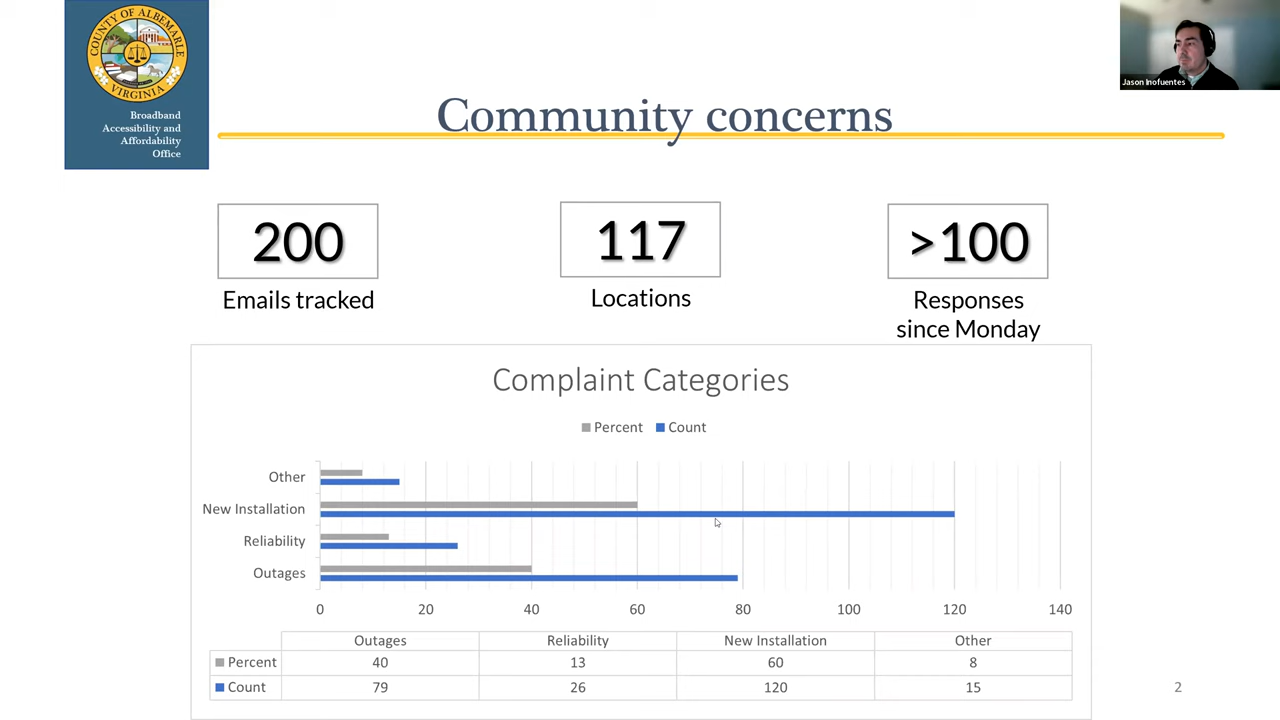 COUNTY OF ALBEMARLE
VIRGINIA
Broadband
Accessibility and
Affordability
Office
Jason Inofuentes
Community concerns
200
Emails tracked
117
Locations
>100
Responses
since Monday
Complaint Categories
Percent Count
Other
New Installation
Reliability
Outages
0 20 40 60 80 100 120 140
Outages Reliability New Installation Other
Percent 40 13 60 8
Count 79 26 120 15
2